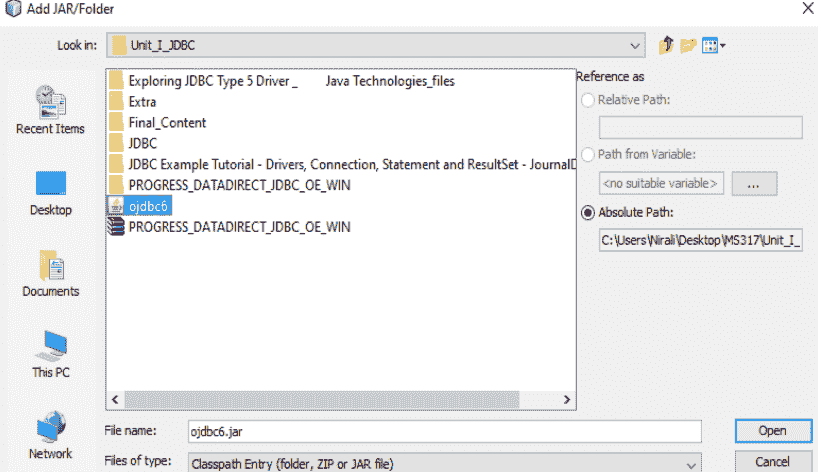 Add JAR/Folder
Look in: Unit_I_JDBC
Recent Items
Desktop
Documents
This PC
Network
Exploring JDBC Type 5 Driver _ Java Technologies_files
Extra
Final_Content
JDBC
JDBC Example Tutorial - Drivers, Connection, Statement and ResultSet - JournalD
PROGRESS_DATADIRECT_JDBC_OE_WIN
ojdbc6
PROGRESS_DATADIRECT_JDBC_OE_WIN
Reference as
Relative Path:
Path from Variable:
<no suitable variable> ...
Absolute Path:
C:\Users\Nirali\Desktop\MS317\Unit_I_
File name: ojdbc6.jar
Open
Files of type: Classpath Entry (folder, ZIP or JAR file)
Cancel